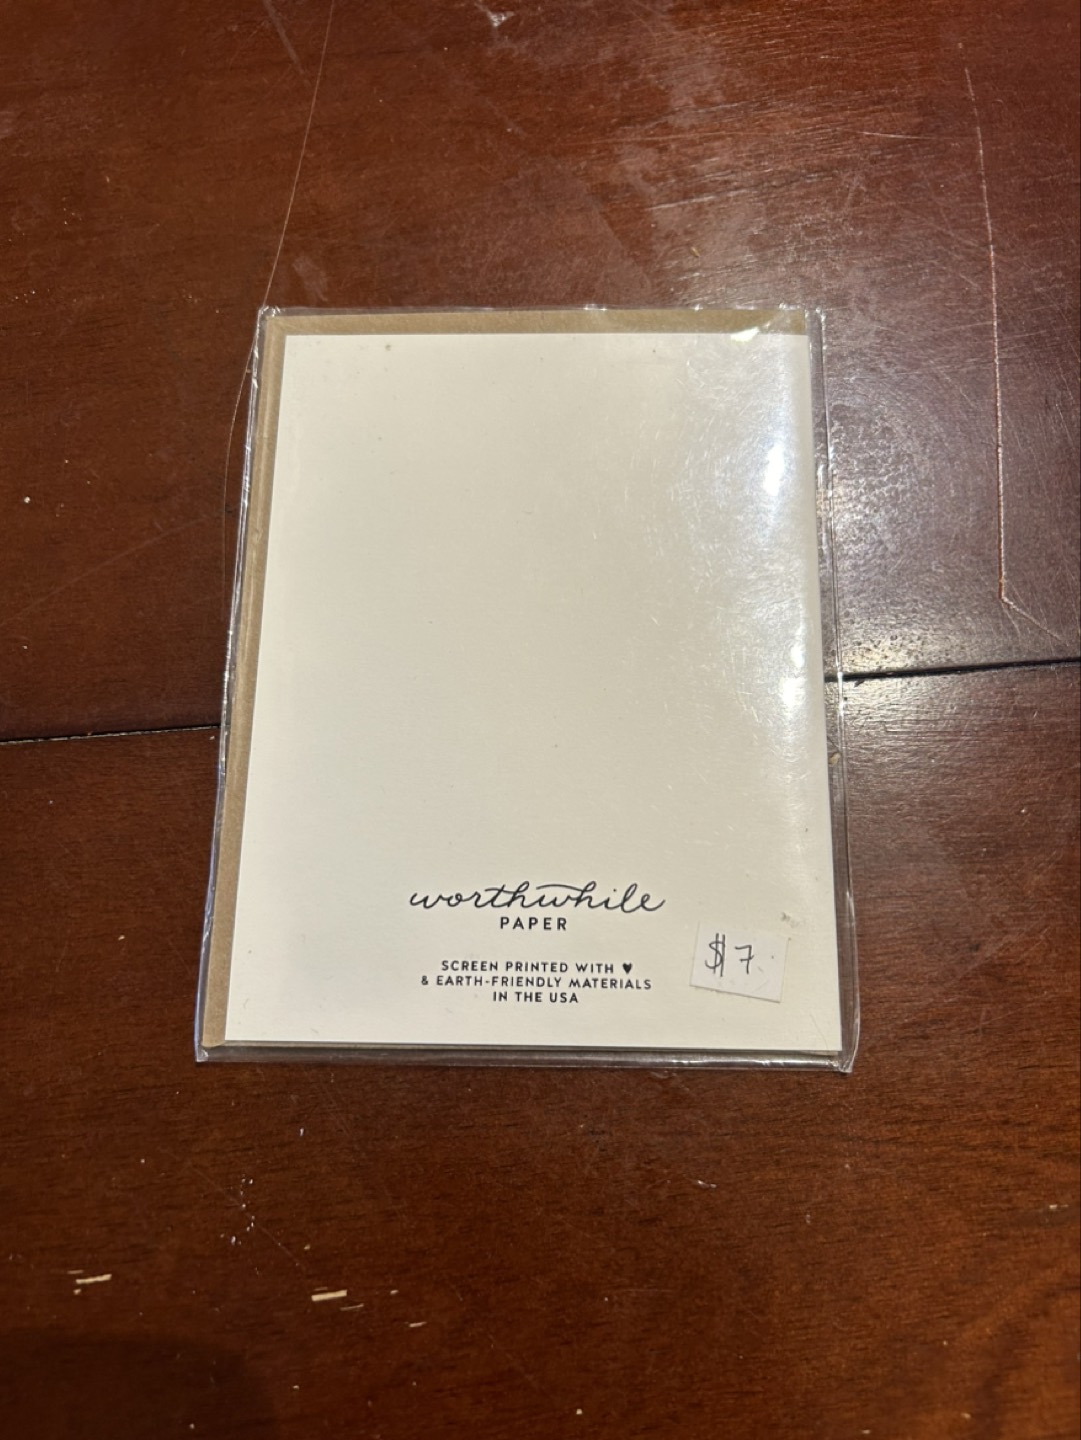 worthwhile
PAPER
SCREEN PRINTED WITH ♥
& EARTH-FRIENDLY MATERIALS
IN THE USA
$7